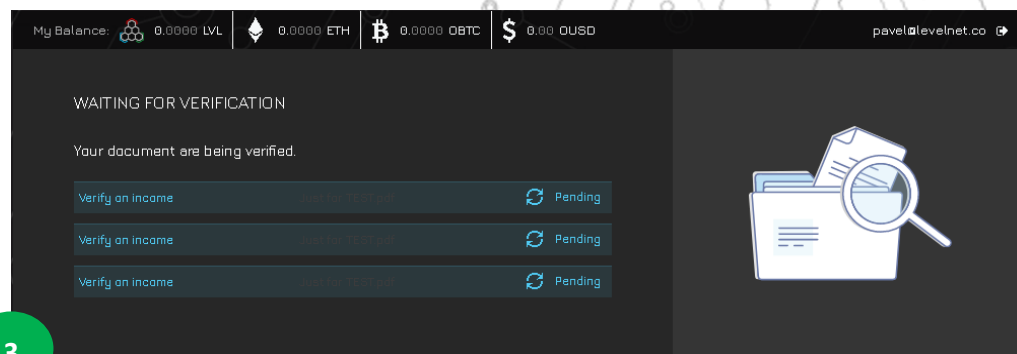 My Balance: 0.0000 LVL 0.0000 ETH 0.0000 OBTC 0.00 OUSD pavel@levelnet.co
WAITING FOR VERIFICATION
Your document are being verified.
Verify an income Pending
Verify an income Pending
Verify an income Pending
3